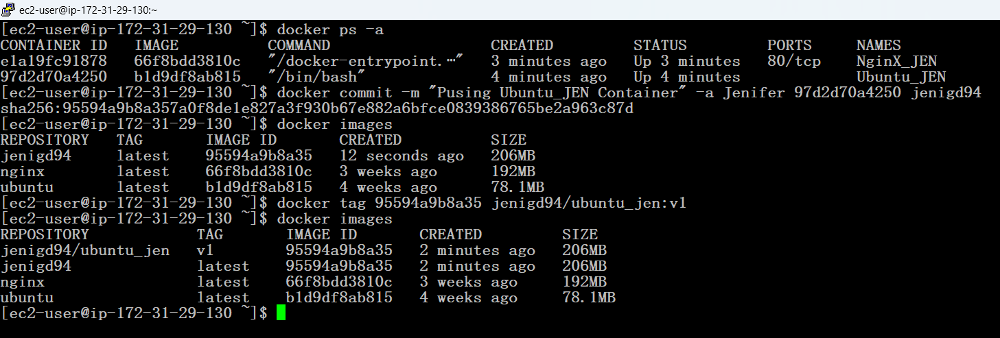 ec2-user@ip-172-31-29-130:~
[ec2-user@ip-172-31-29-130 ~]$ docker ps -a
CONTAINER ID   IMAGE          COMMAND                  CREATED         STATUS         PORTS     NAMES
e1a19fc91878   66f8bdd3810c   "/docker-entrypoint.…"   3 minutes ago   Up 3 minutes   80/tcp    NginX_JEN
97d2d70a4250   b1d9df8ab815   "/bin/bash"              4 minutes ago   Up 4 minutes             Ubuntu_JEN
[ec2-user@ip-172-31-29-130 ~]$ docker commit -m "Pusing Ubuntu_JEN Container" -a Jenifer 97d2d70a4250 jenigd94
sha256:95594a9b8a357a0f8de1e827a3f930b67e882a6bfce0839386765be2a963c87d
[ec2-user@ip-172-31-29-130 ~]$ docker images
REPOSITORY   TAG       IMAGE ID       CREATED          SIZE
jenigd94     latest    95594a9b8a35   12 seconds ago   206MB
nginx        latest    66f8bdd3810c   3 weeks ago      192MB
ubuntu       latest    b1d9df8ab815   4 weeks ago      78.1MB
[ec2-user@ip-172-31-29-130 ~]$ docker tag 95594a9b8a35 jenigd94/ubuntu_jen:v1
[ec2-user@ip-172-31-29-130 ~]$ docker images
REPOSITORY            TAG       IMAGE ID       CREATED         SIZE
jenigd94/ubuntu_jen   v1        95594a9b8a35   2 minutes ago   206MB
jenigd94              latest    95594a9b8a35   2 minutes ago   206MB
nginx                 latest    66f8bdd3810c   3 weeks ago     192MB
ubuntu                latest    b1d9df8ab815   4 weeks ago     78.1MB
[ec2-user@ip-172-31-29-130 ~]$